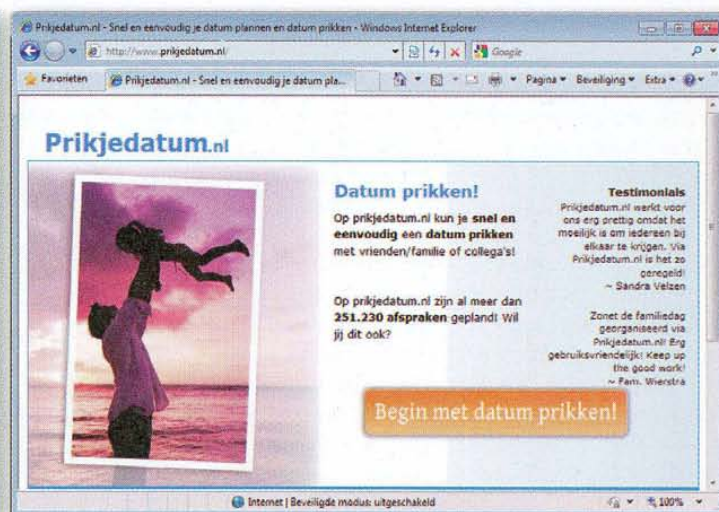 Prikjedatum.nl - Snel en eenvoudig je datum plannen en datum prikken - Windows Internet Explorer
http://www.prikjedatum.nl/
Google
Favorieten
Prikjedatum.nl - Snel en eenvoudig je datum pla...
Pagina
Beveiliging
Extra
Prikjedatum.nl
Datum prikken!
Op prikjedatum.nl kun je snel en
eenvoudig een datum prikken
met vrienden/familie of collega's!
Op prikjedatum.nl zijn al meer dan
251.230 afspraken gepland! Wil
jij dit ook?
Begin met datum prikken!
Testimonials
Prikjedatum.nl werkt voor
ons erg prettig omdat het
moeilijk is om iedereen bij
elkaar te krijgen. Via
Prikjedatum.nl is het zo
geregeld!
~ Sandra Velzen
Zonet de familiedag
georganiseerd via
Prikjedatum.nl! Erg
gebruiksvriendelijk! Keep up
the good work!
~ Fam. Wierstra
Internet | Beveiligde modus: uitgeschakeld
100%